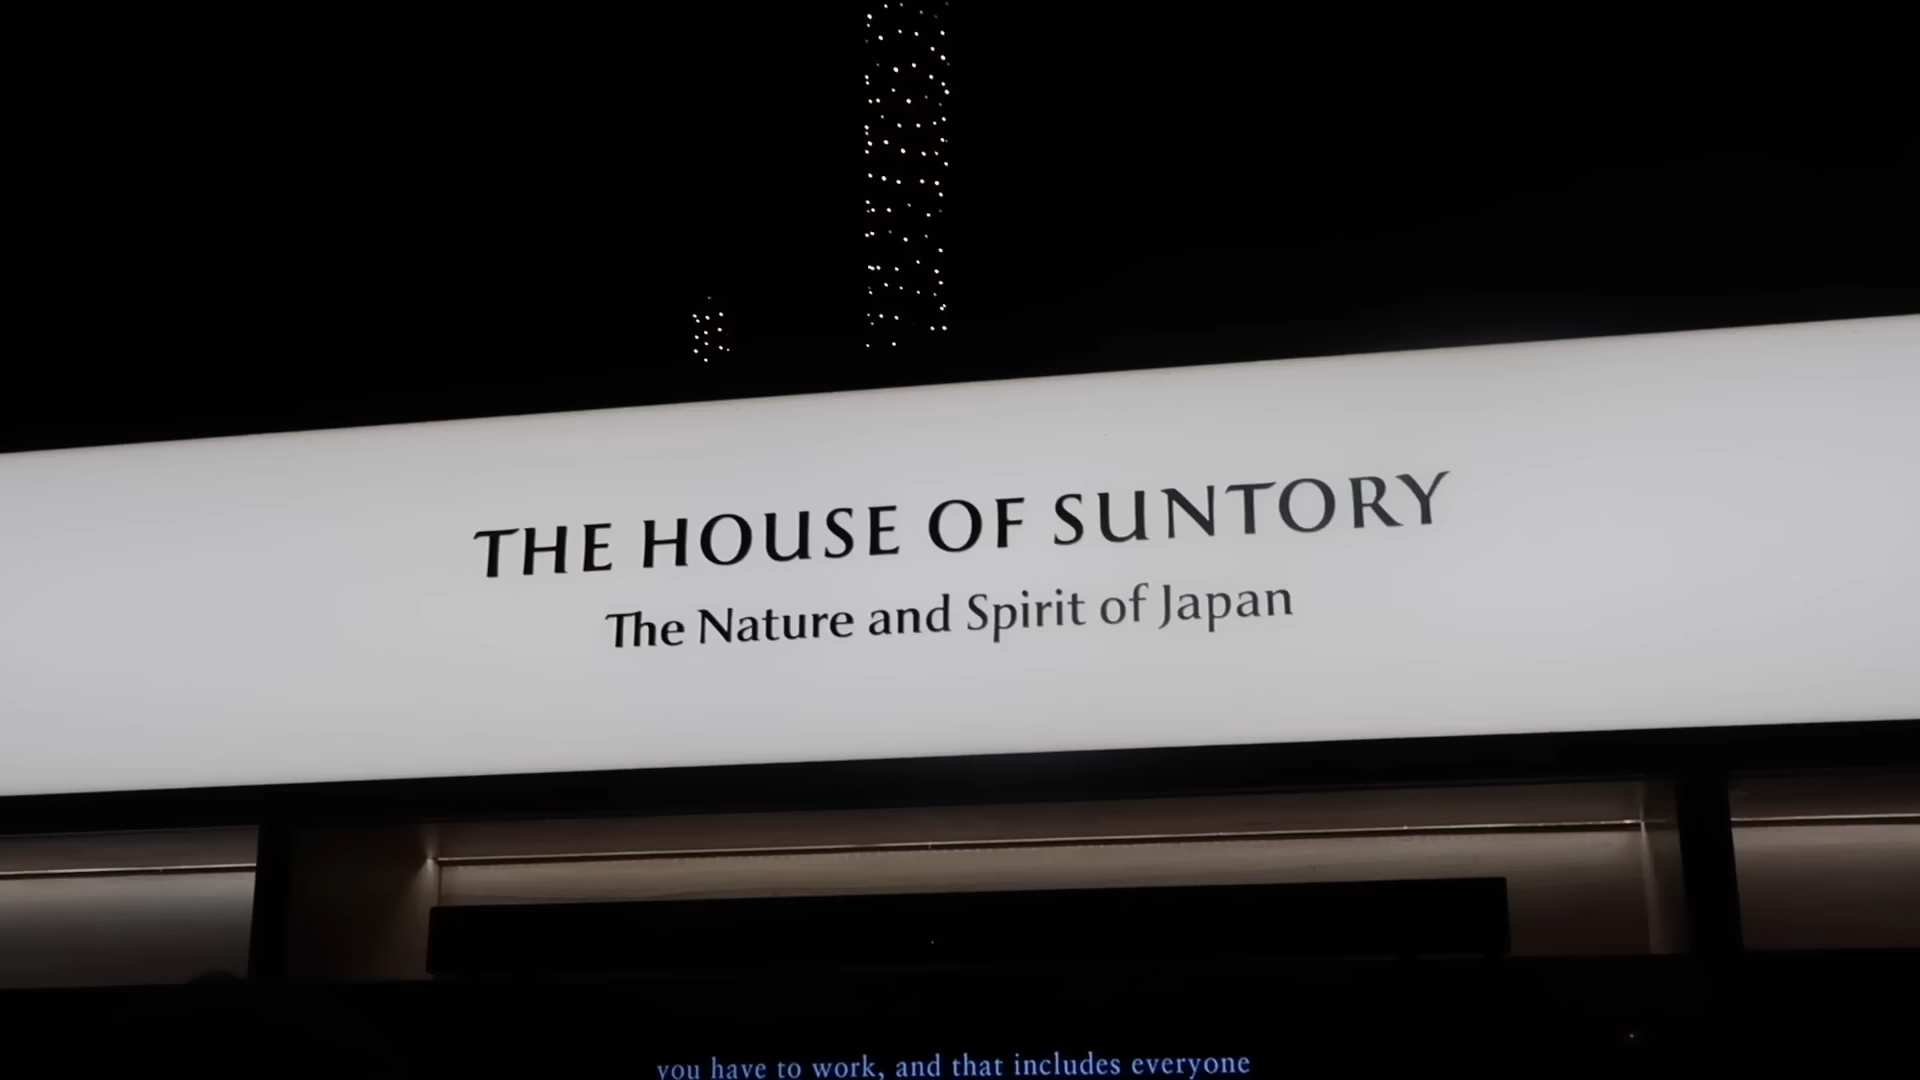 THE HOUSE OF SUNTORY
The Nature and Spirit of Japan
you have to work, and that includes everyone